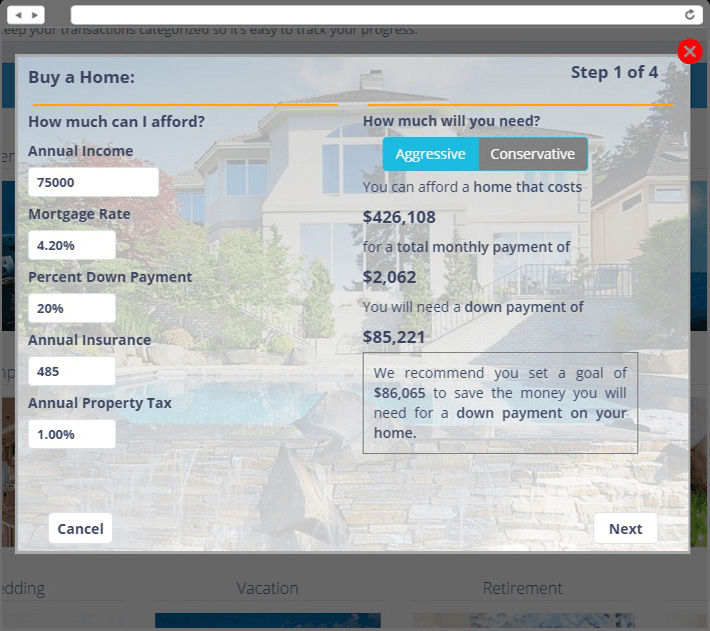 eep your transactions categorized so it's easy to track your progress.
Buy a Home:
Step 1 of 4
How much can I afford?
Annual Income
75000
Mortgage Rate
4.20%
Percent Down Payment
20%
Annual Insurance
485
Annual Property Tax
1.00%
How much will you need?
Aggressive Conservative
You can afford a home that costs
$426,108
for a total monthly payment of
$2,062
You will need a down payment of
$85,221
We recommend you set a goal of
$86,065 to save the money you will
need for a down payment on your
home.
Cancel
Next
edding
Vacation
Retirement